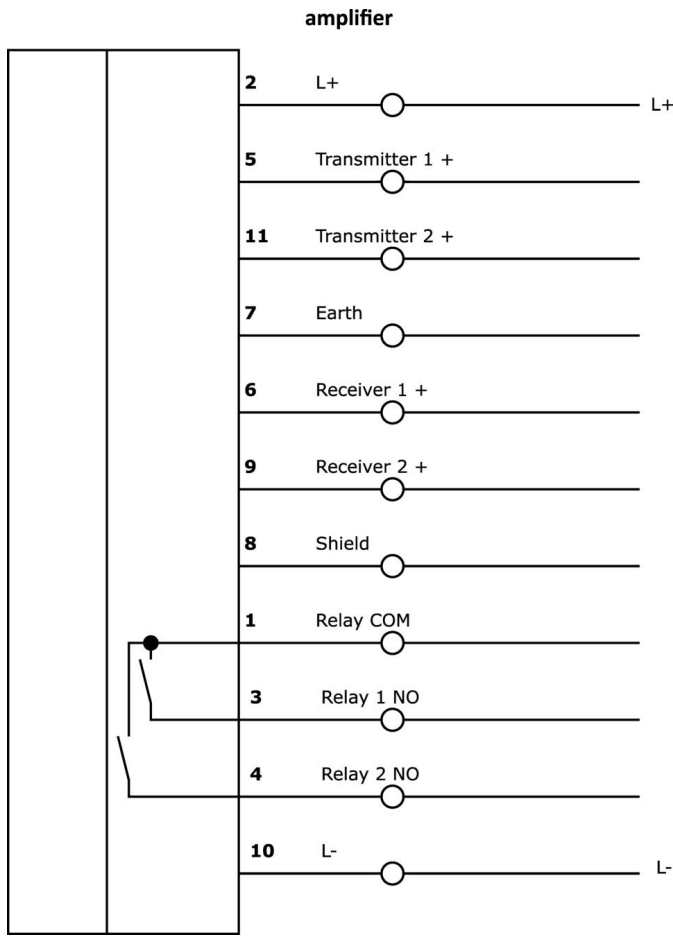 amplifier
2 L+
L+
5 Transmitter 1 +
11 Transmitter 2 +
7 Earth
6 Receiver 1 +
9 Receiver 2 +
8 Shield
1 Relay COM
3 Relay 1 NO
4 Relay 2 NO
10 L-
L-